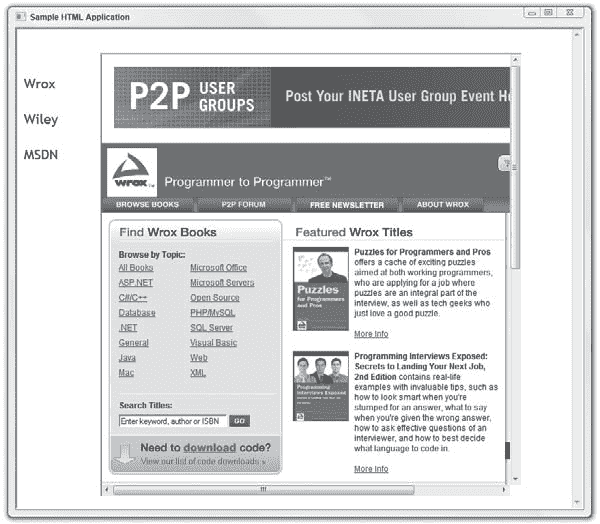 Sample HTML Application
Wrox
Wiley
MSDN
P2P USER GROUPS
Post Your INETA User Group Event He
wrox
Programmer to Programmer™
BROWSE BOOKS
P2P FORUM
FREE NEWSLETTER
ABOUT WROX
Find Wrox Books
Browse by Topic:
All Books
Microsoft Office
ASP.NET
Microsoft Servers
C#/C++
Open Source
Database
PHP/MySQL
.NET
SQL Server
General
Visual Basic
Java
Web
Mac
XML
Search Titles:
Enter keyword, author or ISBN
GO
Need to download code?
View our list of code downloads »
Featured Wrox Titles
Puzzles
for Programmers
and Pros
Puzzles for Programmers and Pros
offers a cache of exciting puzzles
aimed at both working programmers,
who are applying for a job where
puzzles are an integral part of the
interview, as well as tech geeks who
just love a good puzzle.
More Info
Programming
Interviews Exposed
Programming Interviews Exposed:
Secrets to Landing Your Next Job,
2nd Edition contains real-life
examples with invaluable tips, such as
how to look smart when you're
stumped for an answer, what to say
when you're given the wrong answer,
how to ask effective questions of an
interviewer, and how to best decide
what language to code in.
More Info